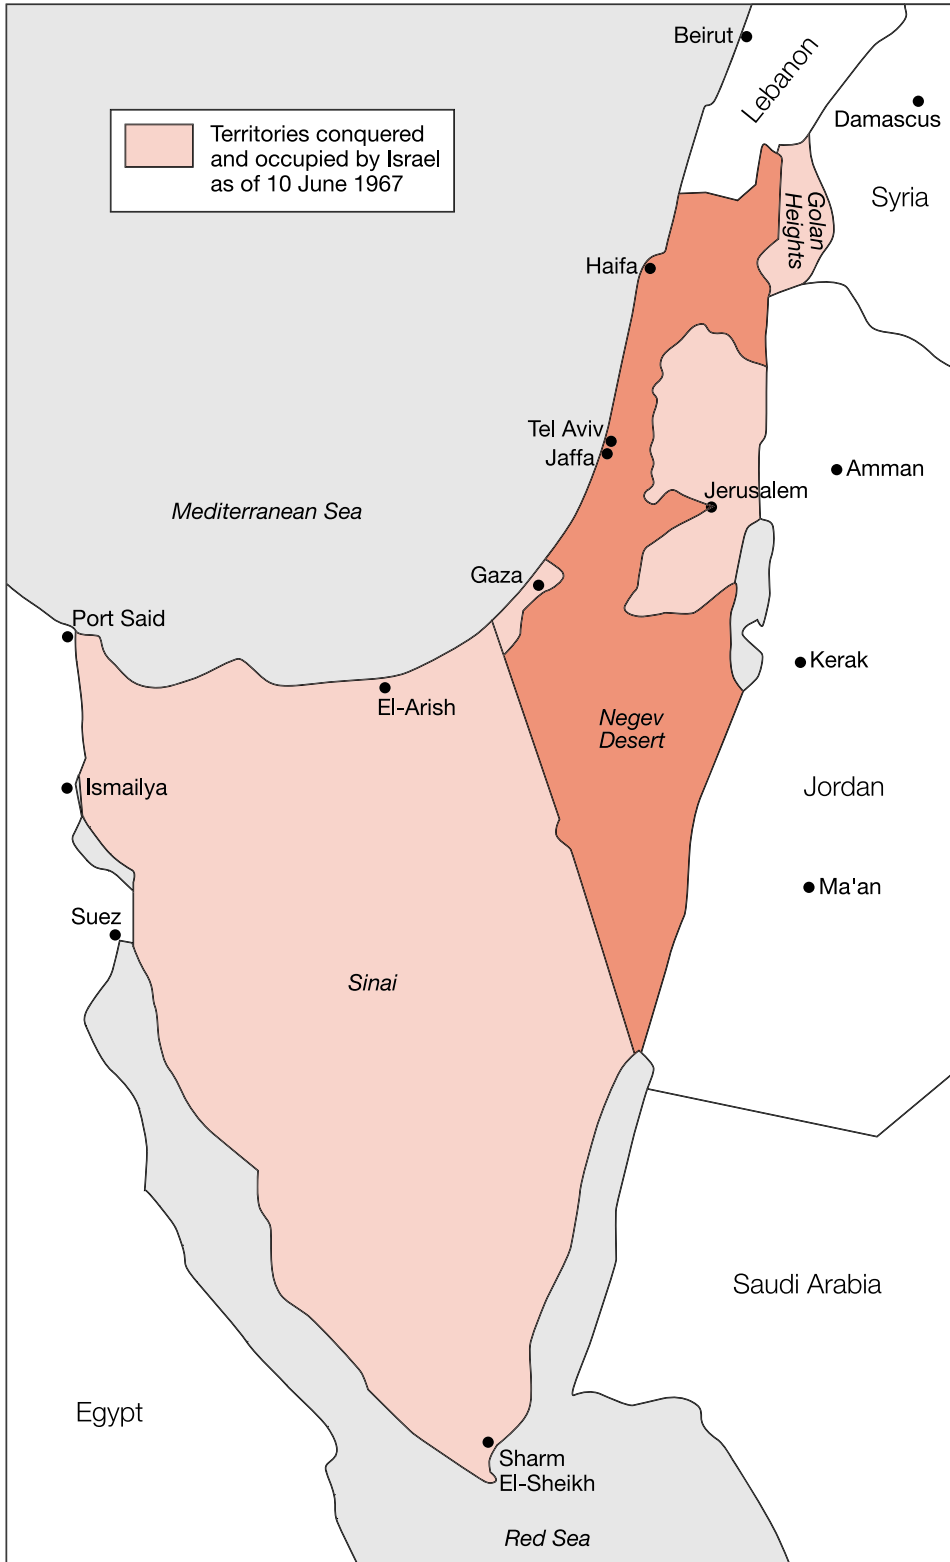 Beirut
Lebanon
Territories conquered
and occupied by Israel
as of 10 June 1967
Damascus
Syria
Golan
Heights
Haifa
Tel Aviv
Jaffa
Amman
Jerusalem
Mediterranean Sea
Gaza
Port Said
Kerak
El-Arish
Negev
Desert
Ismailya
Jordan
Ma'an
Suez
Sinai
Saudi Arabia
Egypt
Sharm
El-Sheikh
Red Sea